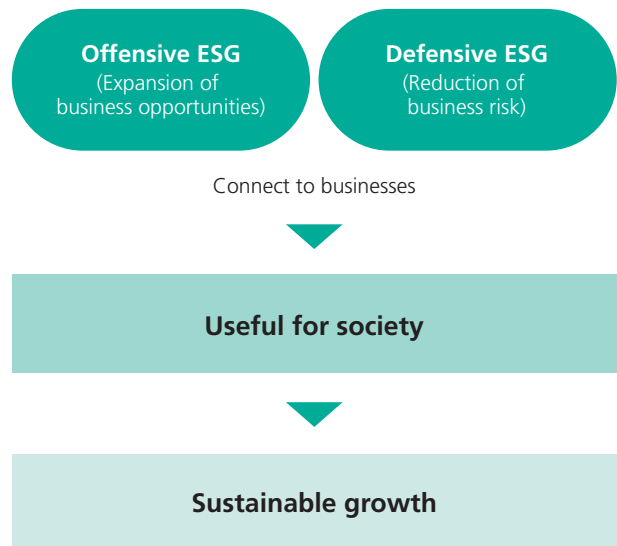 Offensive ESG
(Expansion of
business opportunities)
Defensive ESG
(Reduction of
business risk)
Connect to businesses
Useful for society
Sustainable growth